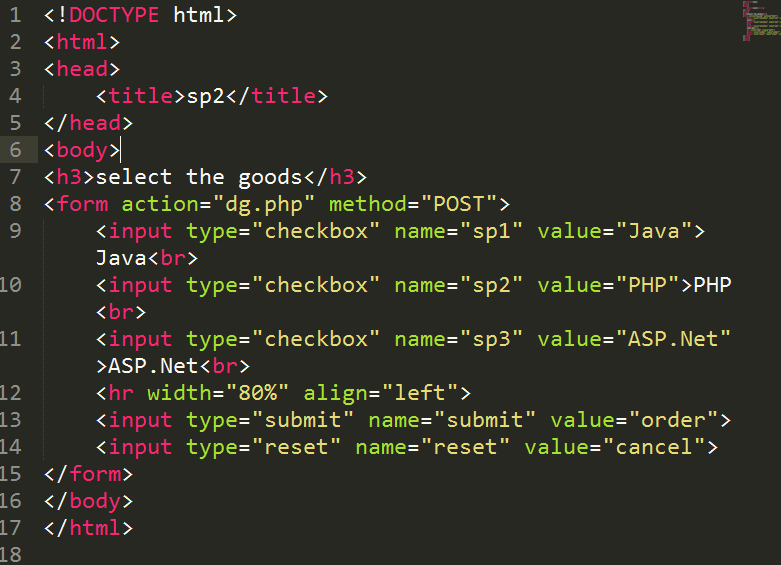 1 <!DOCTYPE html>
2 <html>
3 <head>
4     <title>sp2</title>
5 </head>
6 <body>
7 <h3>select the goods</h3>
8 <form action="dg.php" method="POST">
9     <input type="checkbox" name="sp1" value="Java">
    Java<br>
10     <input type="checkbox" name="sp2" value="PHP">PHP
    <br>
11     <input type="checkbox" name="sp3" value="ASP.Net"
    >ASP.Net<br>
12     <hr width="80%" align="left">
13     <input type="submit" name="submit" value="order">
14     <input type="reset" name="reset" value="cancel">
15 </form>
16 </body>
17 </html>
18